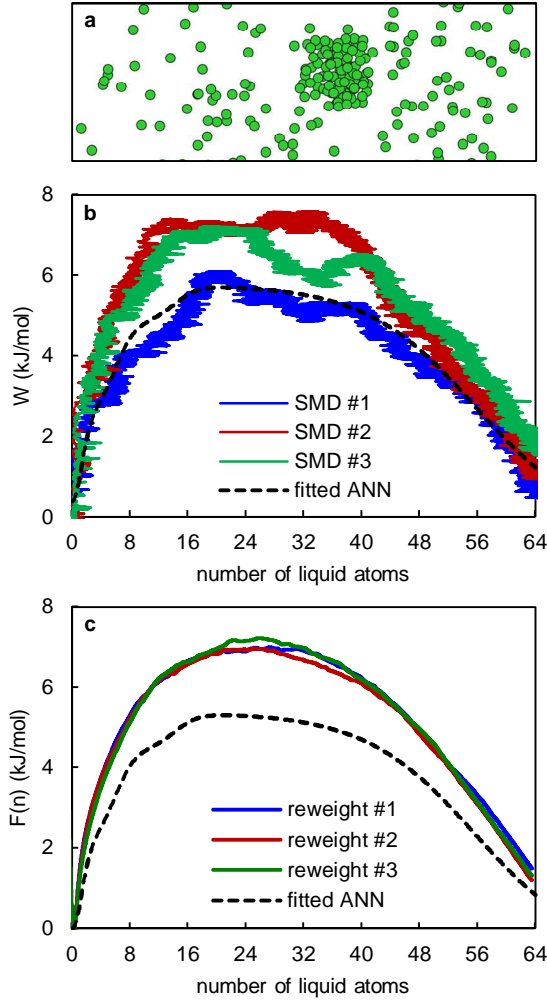 a
b
8
6
4
2
0
W (kJ/mol)
SMD #1
SMD #2
SMD #3
fitted ANN
0 8 16 24 32 40 48 56 64
number of liquid atoms
c
8
6
4
2
0
F(n) (kJ/mol)
reweight #1
reweight #2
reweight #3
fitted ANN
0 8 16 24 32 40 48 56 64
number of liquid atoms